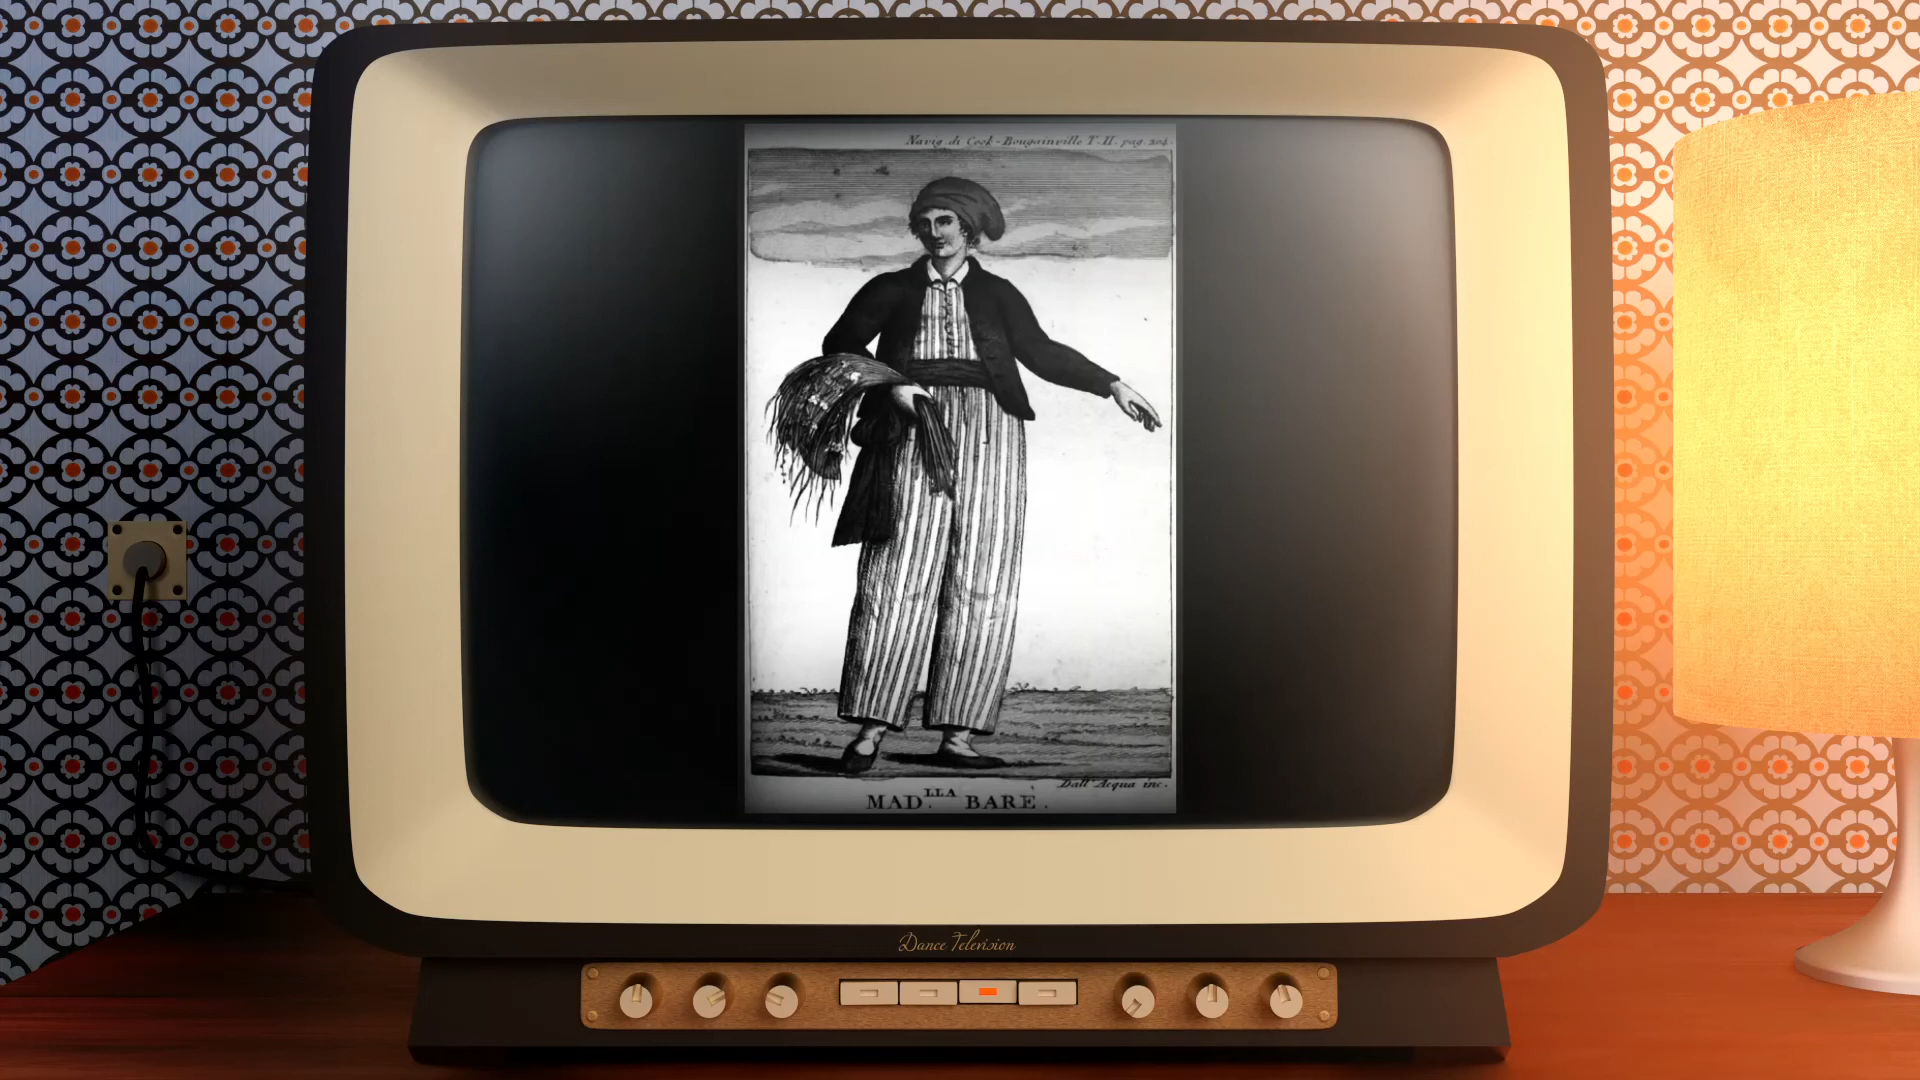 Navig. di Cook-Bougainville T. II. pag. 204.
Dall' Acqua inc.
MAD.LLA BARE.
Dance Television